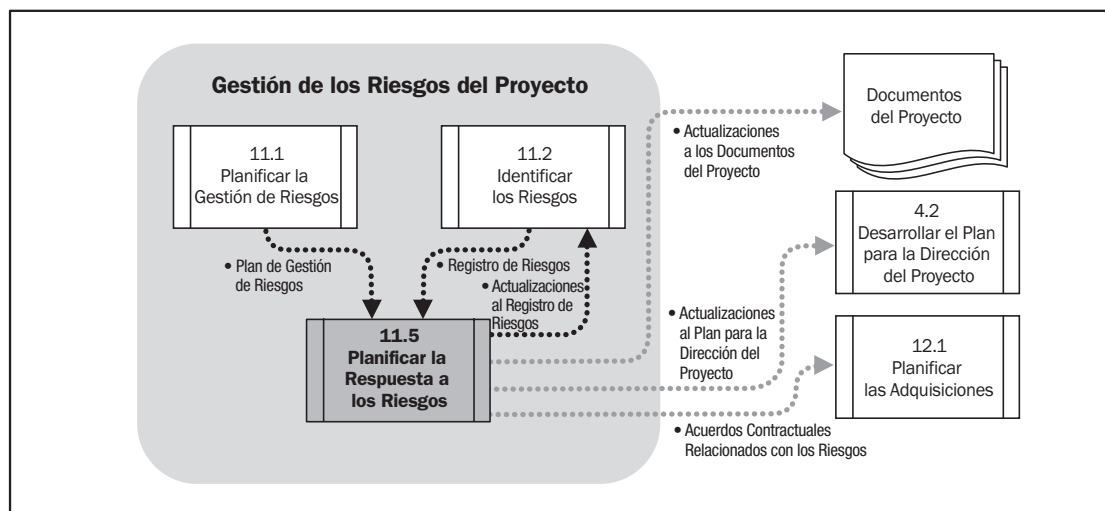 Gestión de los Riesgos del Proyecto
11.1
Planificar la
Gestión de Riesgos
11.2
Identificar
los Riesgos
• Plan de Gestión
de Riesgos
• Registro de Riesgos
• Actualizaciones
al Registro de
Riesgos
11.5
Planificar la
Respuesta a
los Riesgos
• Actualizaciones
a los Documentos
del Proyecto
Documentos
del Proyecto
• Actualizaciones
al Plan para la
Dirección del
Proyecto
4.2
Desarrollar el Plan
para la Dirección
del Proyecto
• Acuerdos Contractuales
Relacionados con los Riesgos
12.1
Planificar
las Adquisiciones